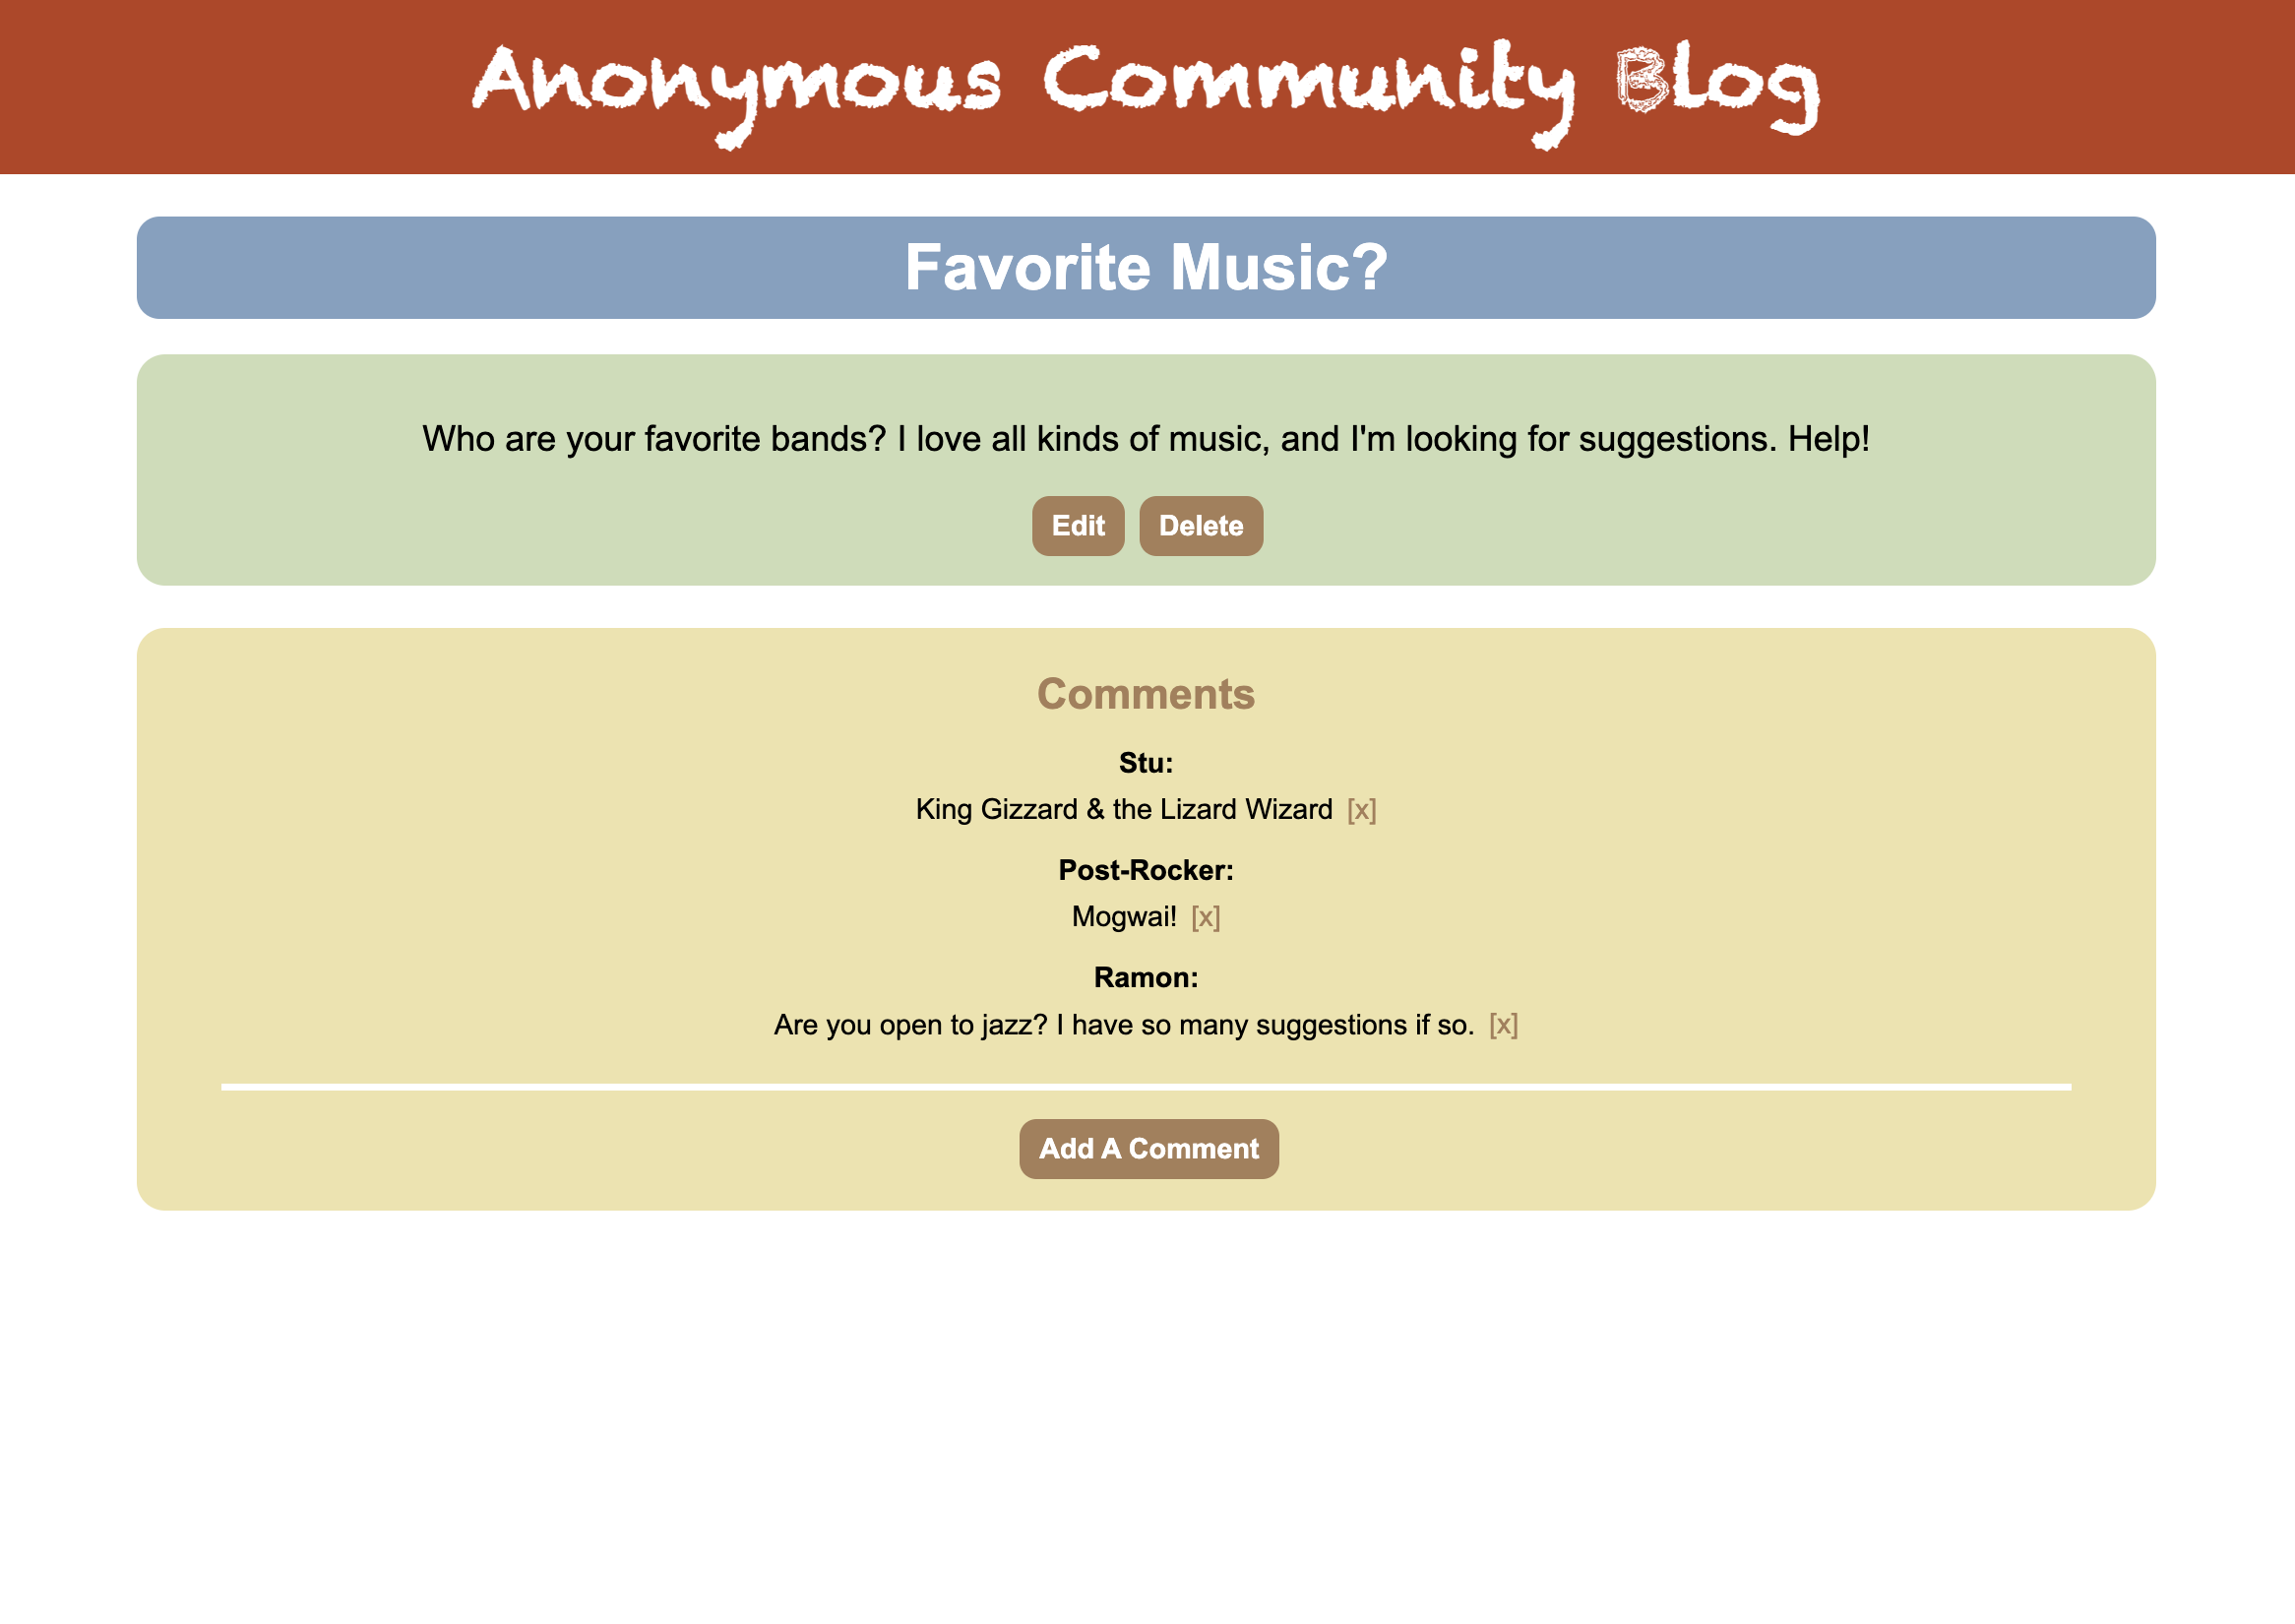 Anonymous Community Blog
Favorite Music?
Who are your favorite bands? I love all kinds of music, and I'm looking for suggestions. Help!
Edit Delete
Comments
Stu:
King Gizzard & the Lizard Wizard [x]
Post-Rocker:
Mogwai! [x]
Ramon:
Are you open to jazz? I have so many suggestions if so. [x]
Add A Comment